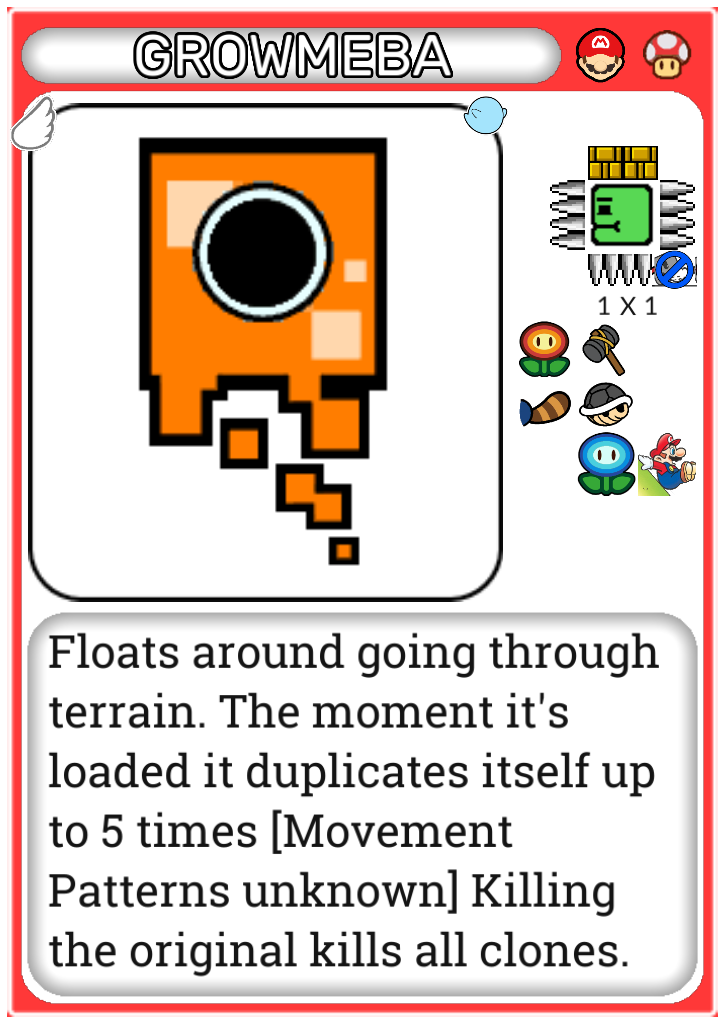 GROWMEBA
1 X 1
Floats around going through
terrain. The moment it's
loaded it duplicates itself up
to 5 times [Movement
Patterns unknown] Killing
the original kills all clones.